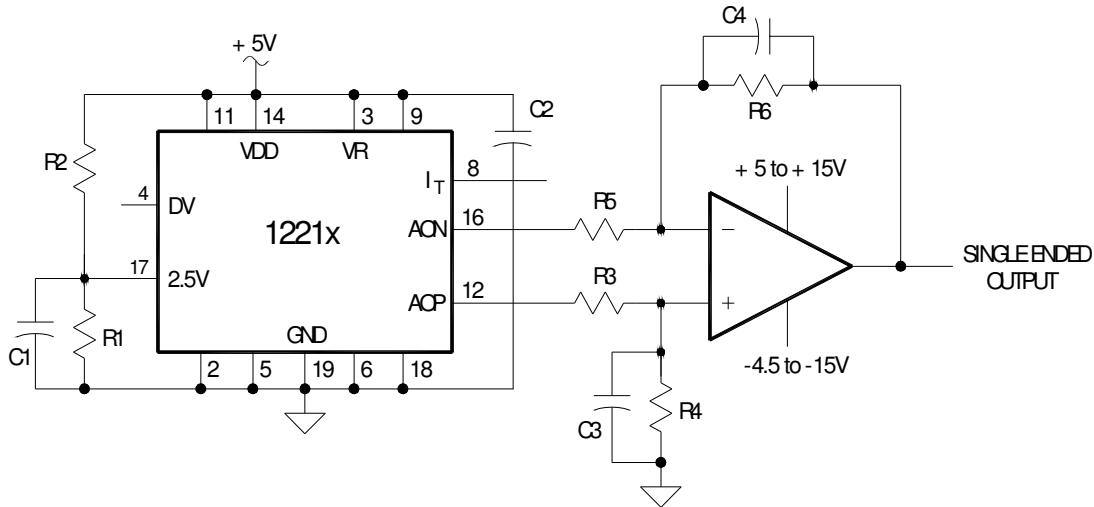 C4
+ 5V
R6
11 14 3 9
C2
VDD VR
R2
+ 5 to + 15V
8
I_T
4
DV
R5
16
AON
−
1221x
SINGLE ENDED
OUTPUT
17
2.5V
R3
12
AOP
+
C1
R1
GND
-4.5 to -15V
2 5 19 6 18
R4
C3